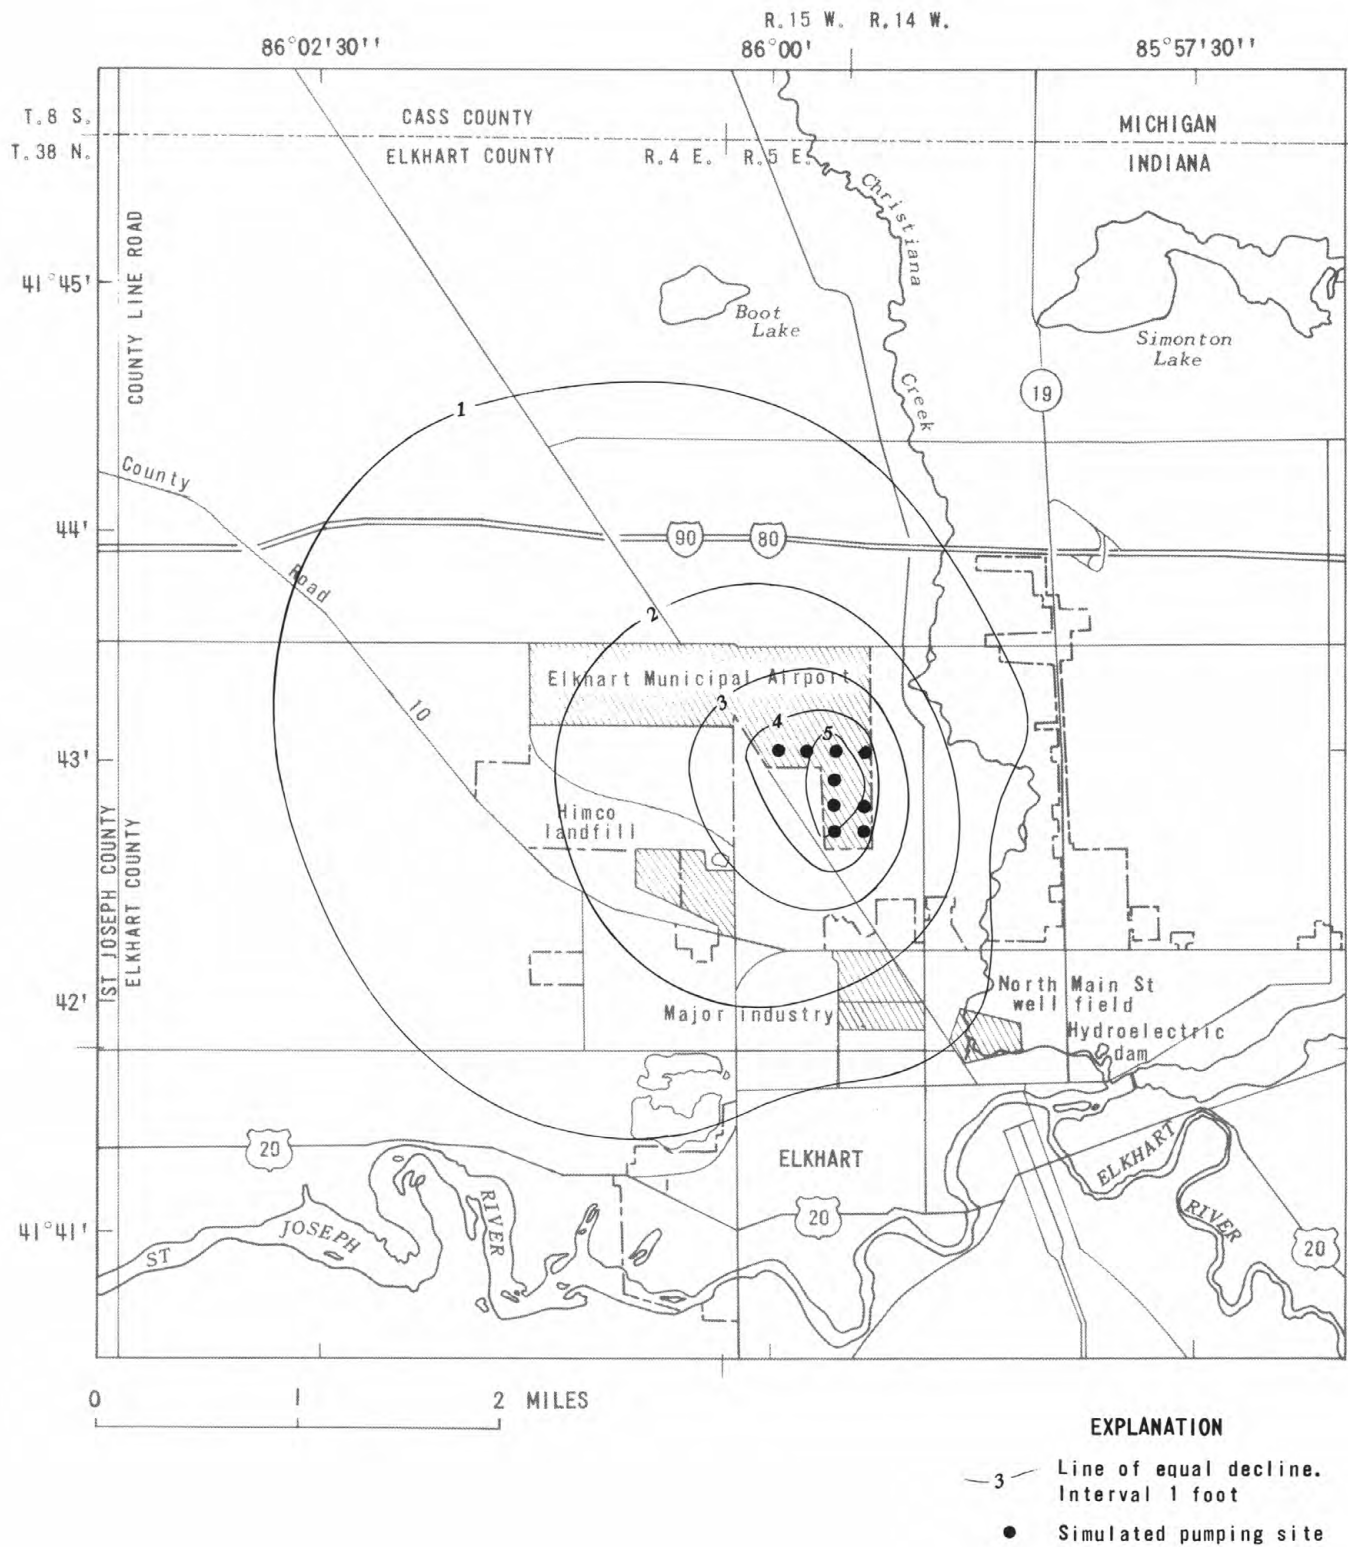 R.15 W. R.14 W.
86°02'30'' 86°00' 85°57'30''
T.8 S.
T.38 N.
CASS COUNTY
ELKHART COUNTY
R.4 E. R.5 E.
MICHIGAN
INDIANA
41°45'
COUNTY LINE ROAD
Christiana
Creek
Boot
Lake
Simonton
Lake
19
1
County
Road
10
44'
90 80
2
Elkhart Municipal Airport
3
4
5
43'
Himco
landfill
ST JOSEPH COUNTY
ELKHART COUNTY
42'
Major industry
North Main St
well field
Hydroelectric
dam
20
ELKHART
20
ELKHART
RIVER
20
41°41'
ST
JOSEPH
RIVER
0 1 2 MILES
EXPLANATION
3 Line of equal decline.
Interval 1 foot
Simulated pumping site